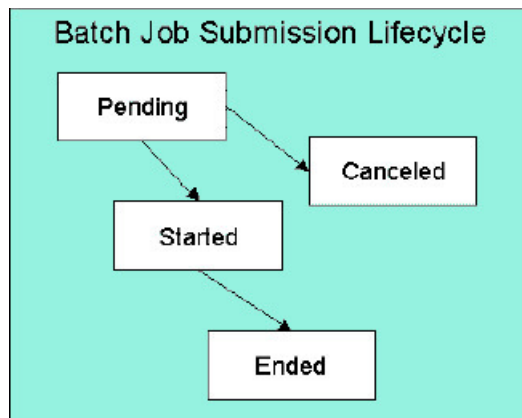 Batch Job Submission Lifecycle
Pending
Canceled
Started
Ended